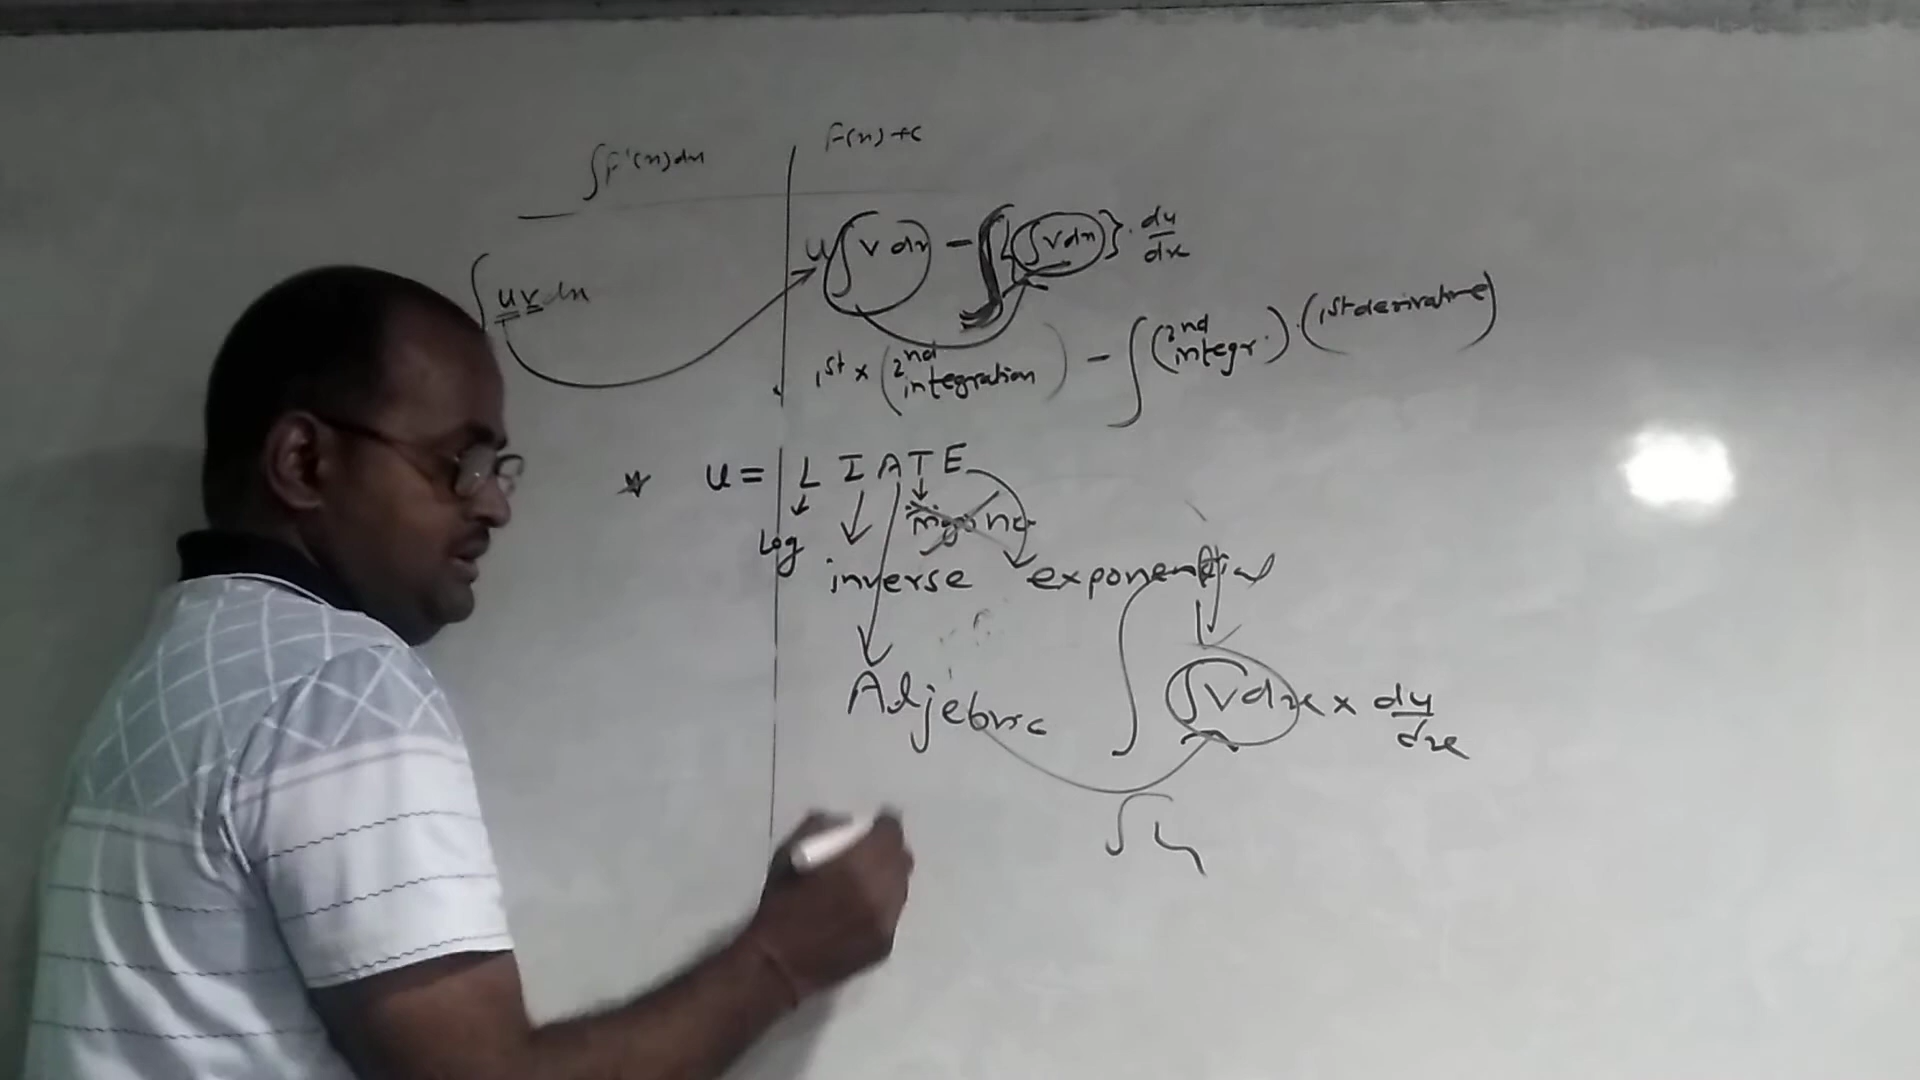 ∫F'(x)dx | F(x)+c
∫uv dx | u∫v dx - ∫{∫v dx}.du/dx
1st x (2nd integration) - ∫(2nd integr.).(1st derivative)
* u = L I A T E
Log
inverse
exponential
Aljebric
∫ ∫v dx x du/dx
∫